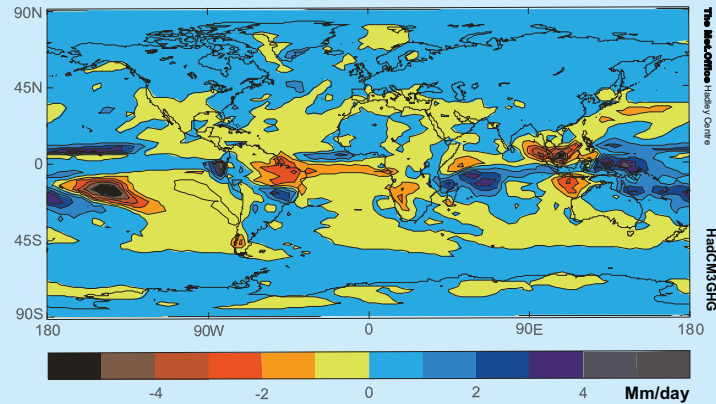 90N
45N
0
45S
90S
180
90W
0
90E
180
-4
-2
0
2
4
Mm/day
The Met.Office Hadley Centre
HadCM3GHG